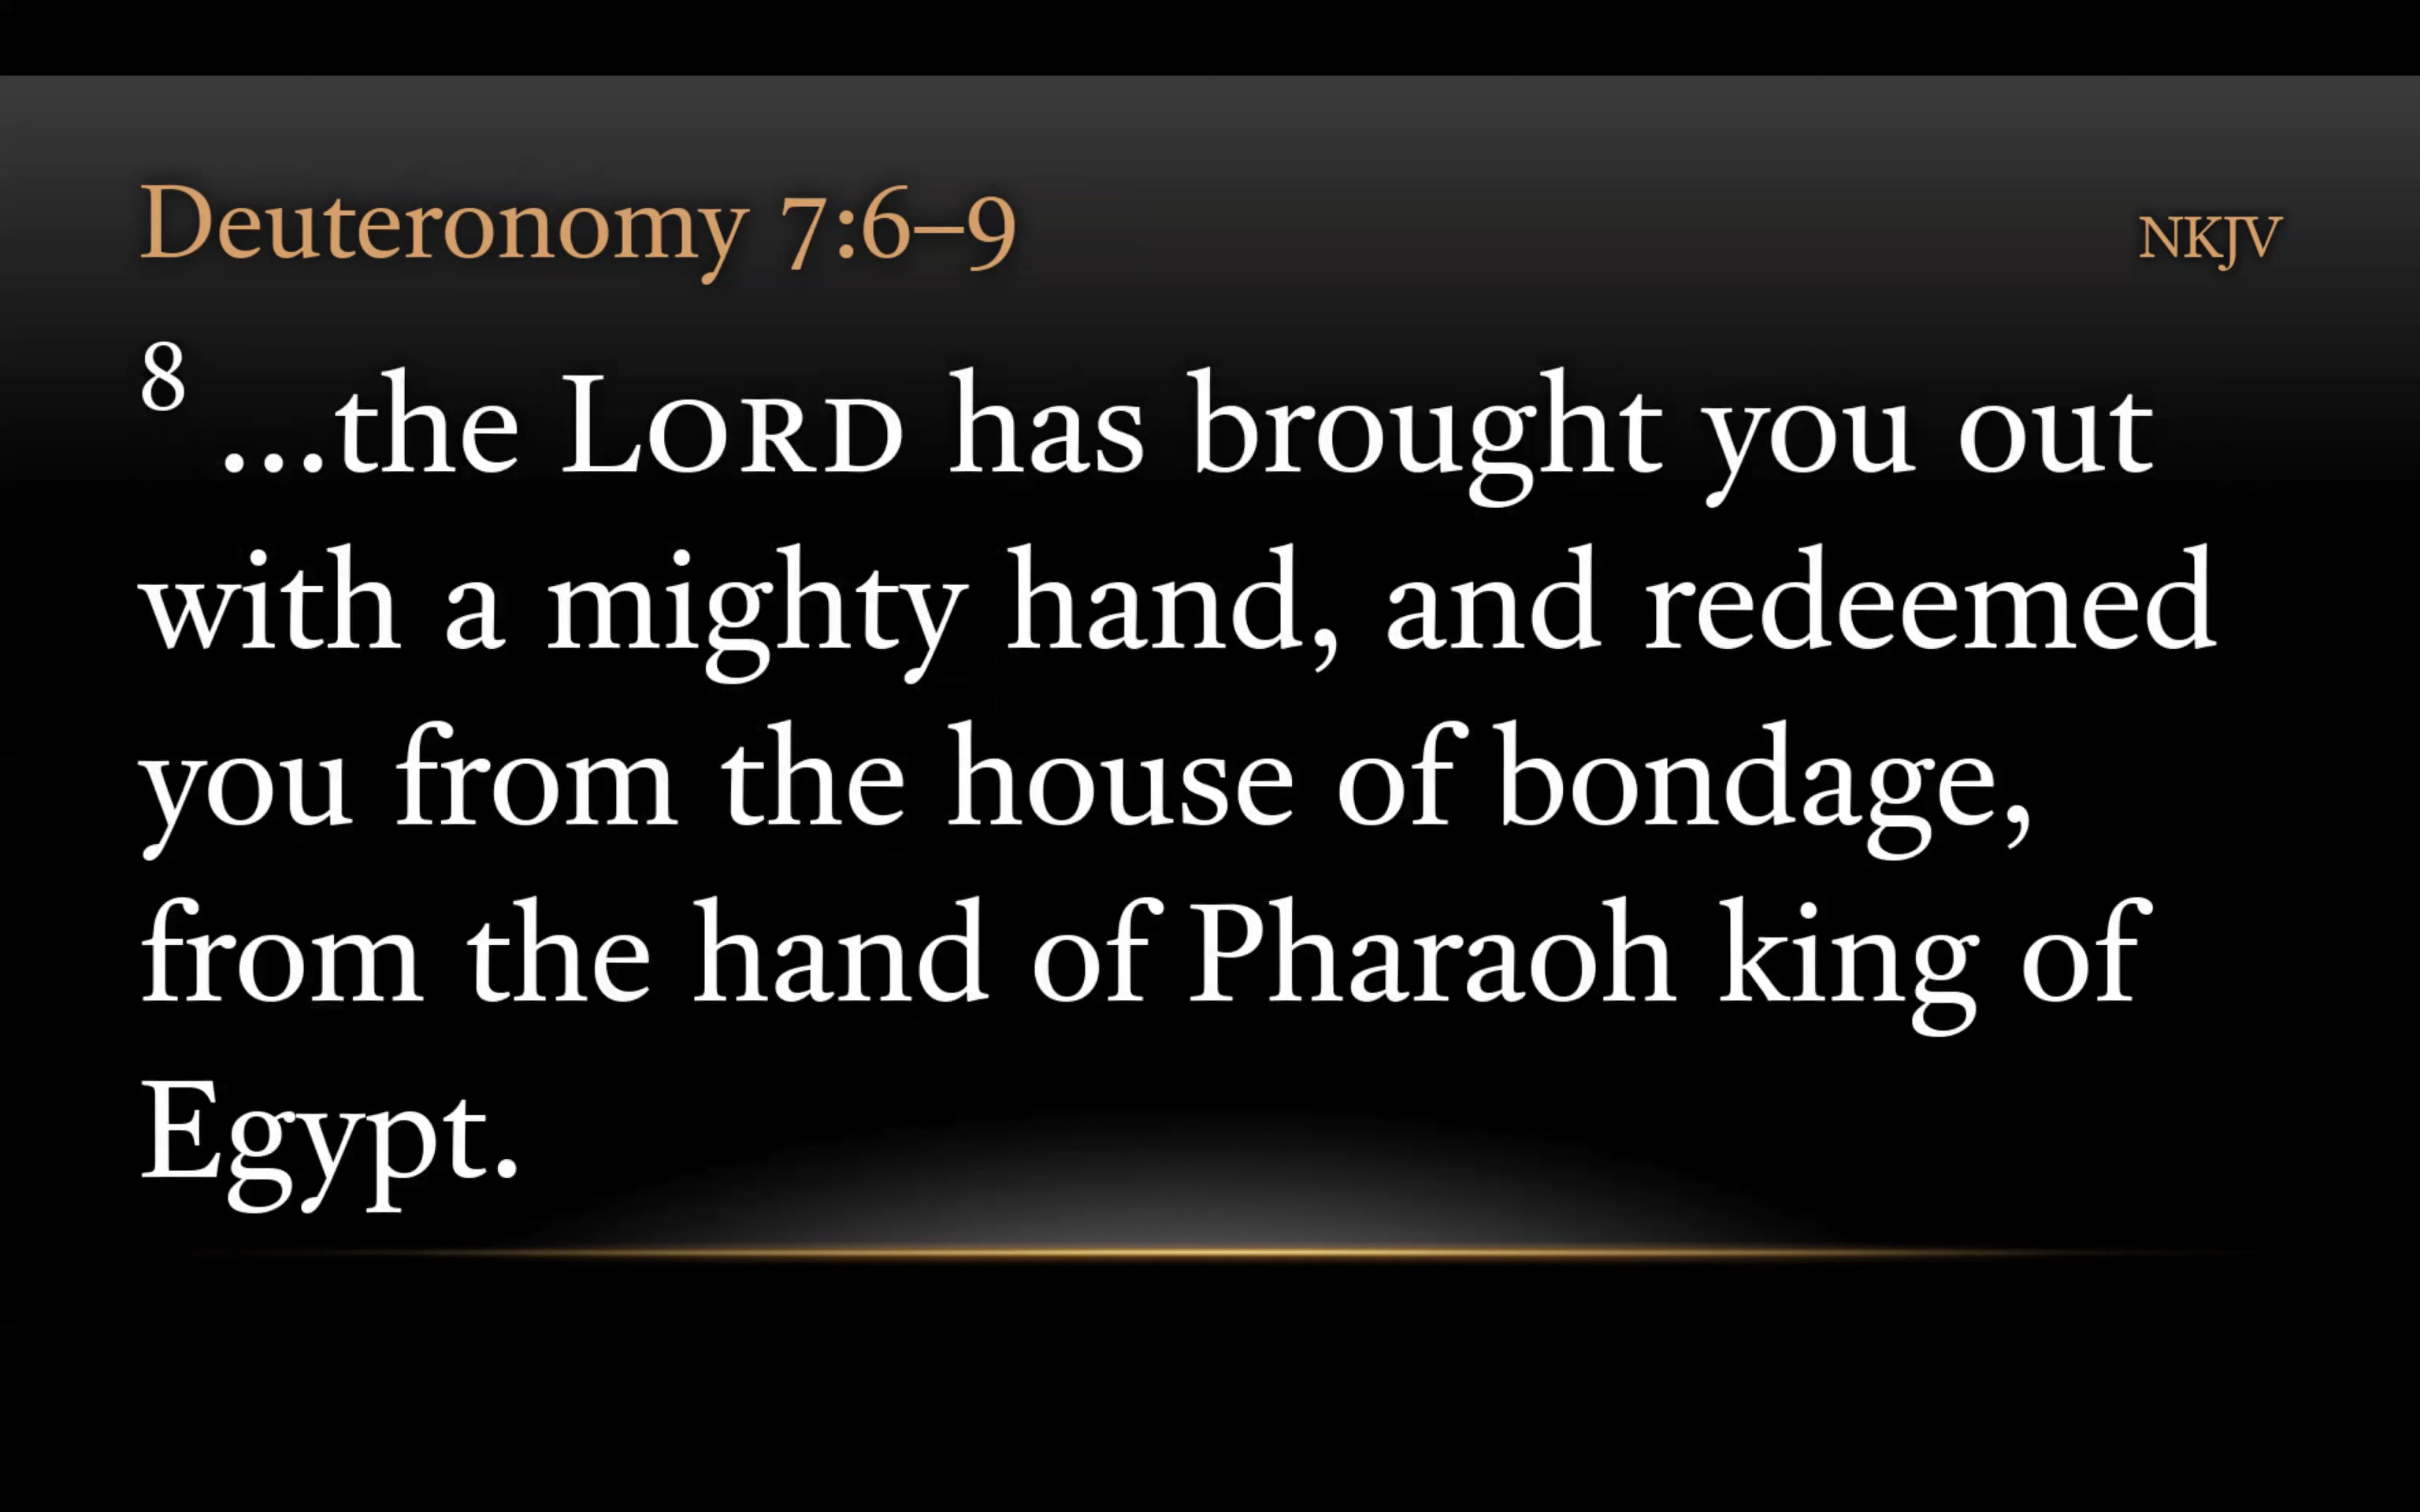 Deuteronomy 7:6–9 NKJV
8 ...the LORD has brought you out
with a mighty hand, and redeemed
you from the house of bondage,
from the hand of Pharaoh king of
Egypt.